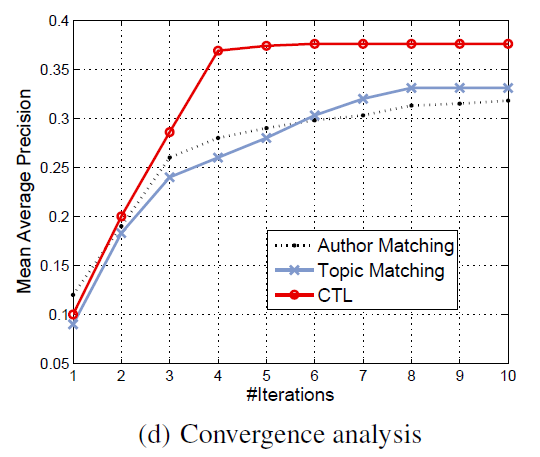 0.4
0.35
0.3
0.25
0.2
0.15
0.1
0.05
Mean Average Precision
Author Matching
Topic Matching
CTL
1 2 3 4 5 6 7 8 9 10
#Iterations
(d) Convergence analysis